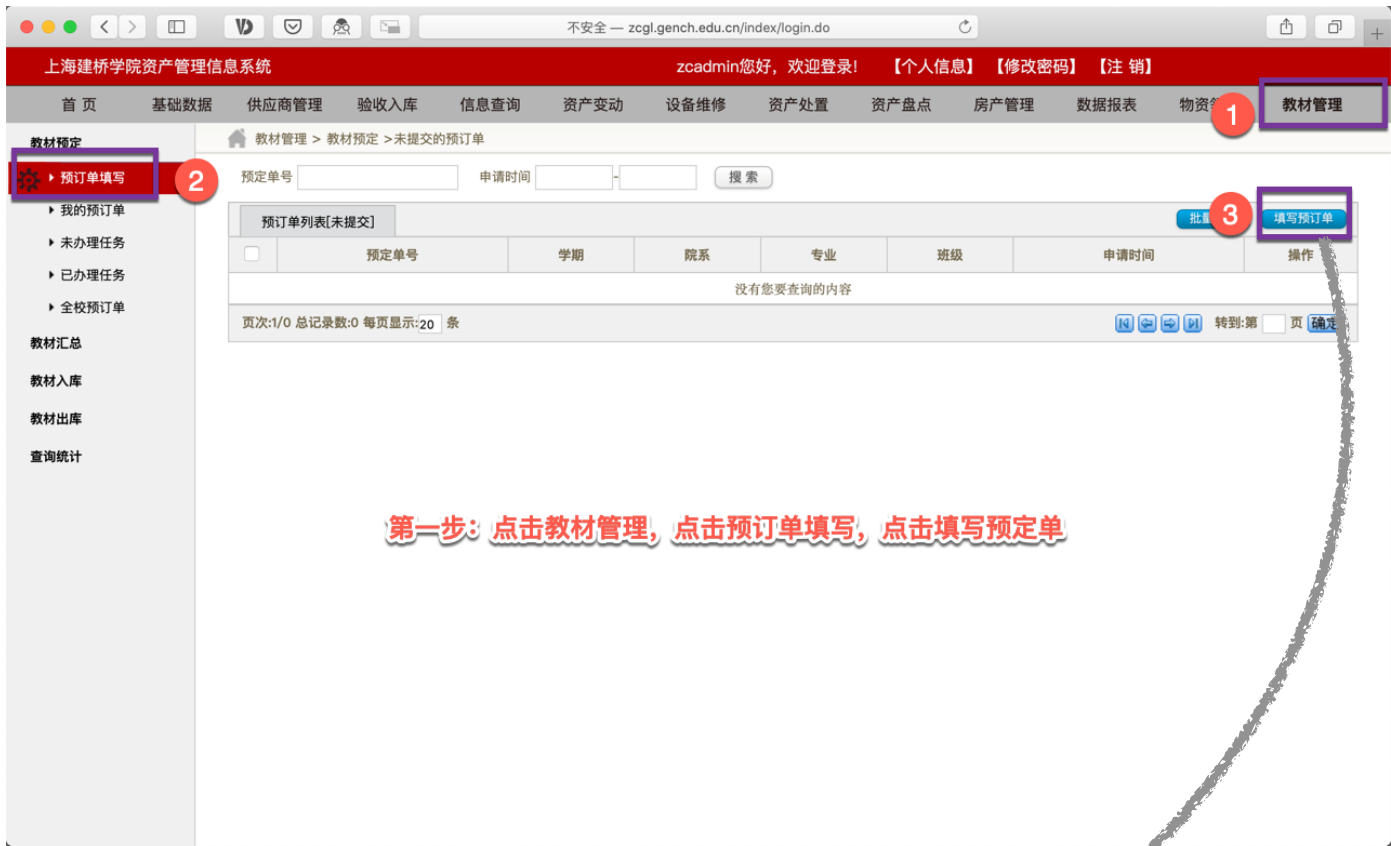 不安全 — zcgl.gench.edu.cn/index/login.do
上海建桥学院资产管理信息系统 zcadmin您好，欢迎登录! 【个人信息】 【修改密码】 【注 销】
首 页 基础数据 供应商管理 验收入库 信息查询 资产变动 设备维修 资产处置 资产盘点 房产管理 数据报表 物资 1 教材管理
教材预定
教材管理 > 教材预定 >未提交的预订单
预订单填写 2
预定单号 申请时间 - 搜 索
我的预订单
预订单列表[未提交] 批量 3 填写预订单
未办理任务
预定单号 学期 院系 专业 班级 申请时间 操作
已办理任务
没有您要查询的内容
全校预订单
页次:1/0 总记录数:0 每页显示:20 条 转到:第 页 确定
教材汇总
教材入库
教材出库
查询统计
第一步：点击教材管理，点击预订单填写，点击填写预定单